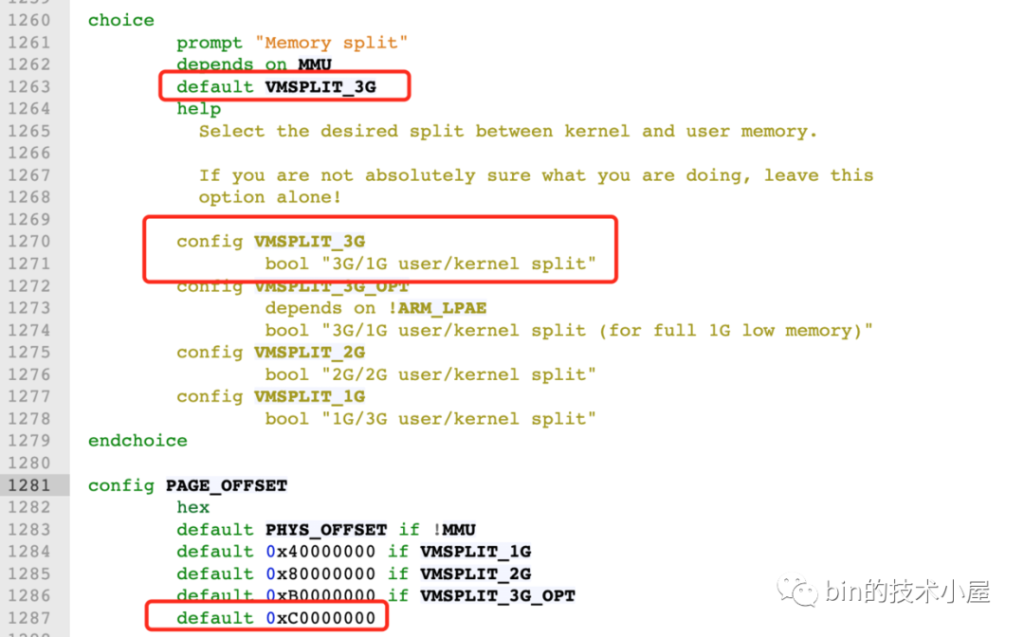 1260 choice
1261 prompt "Memory split"
1262 depends on MMU
1263 default VMSPLIT_3G
1264 help
1265 Select the desired split between kernel and user memory.
1266
1267 If you are not absolutely sure what you are doing, leave this
1268 option alone!
1269
1270 config VMSPLIT_3G
1271 bool "3G/1G user/kernel split"
1272 config VMSPLIT_3G_OPT
1273 depends on !ARM_LPAE
1274 bool "3G/1G user/kernel split (for full 1G low memory)"
1275 config VMSPLIT_2G
1276 bool "2G/2G user/kernel split"
1277 config VMSPLIT_1G
1278 bool "1G/3G user/kernel split"
1279 endchoice
1280
1281 config PAGE_OFFSET
1282 hex
1283 default PHYS_OFFSET if !MMU
1284 default 0x40000000 if VMSPLIT_1G
1285 default 0x80000000 if VMSPLIT_2G
1286 default 0xB0000000 if VMSPLIT_3G_OPT
1287 default 0xC0000000
bin的技术小屋